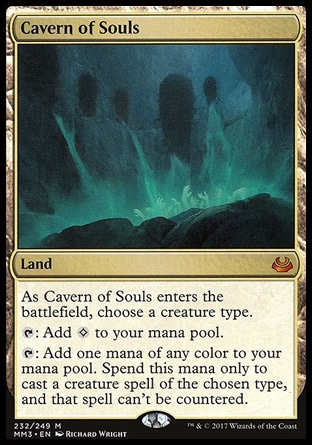 Cavern of Souls
Land
As Cavern of Souls enters the
battlefield, choose a creature type.
: Add to your mana pool.
: Add one mana of any color to your
mana pool. Spend this mana only to
cast a creature spell of the chosen type,
and that spell can't be countered.
232/249 M
MM3 • EN RICHARD WRIGHT
™ & © 2017 Wizards of the Coast